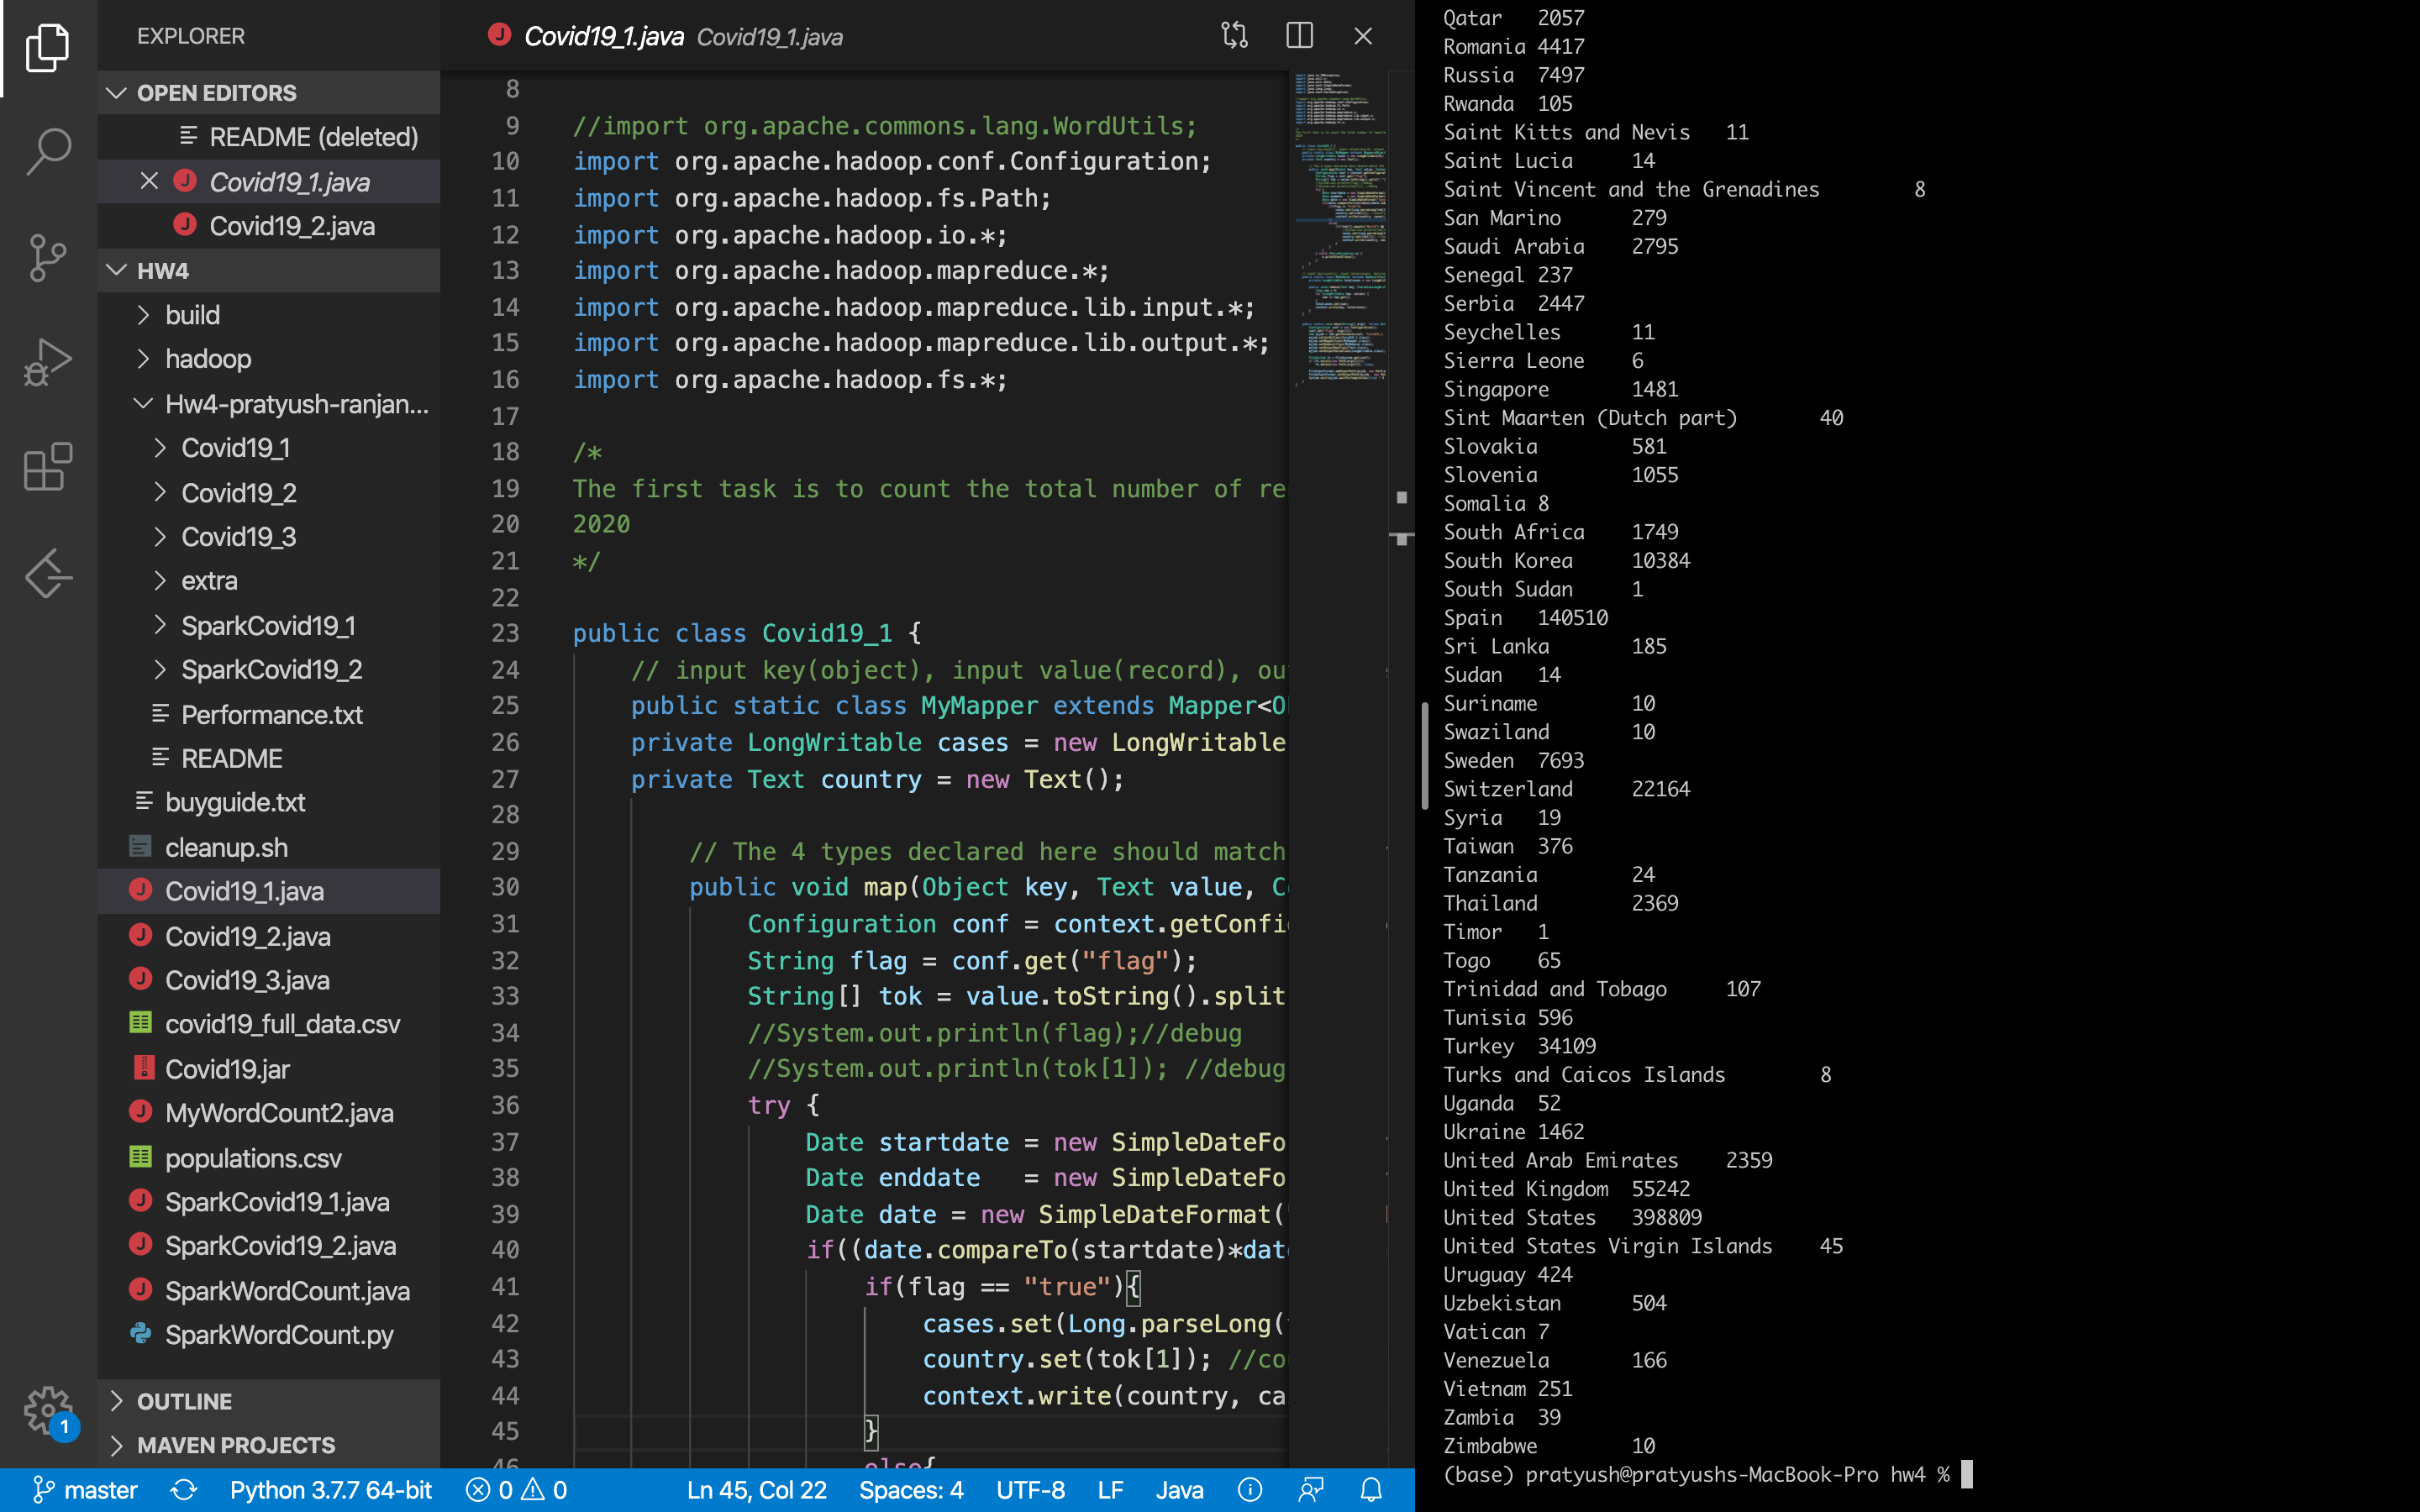 EXPLORER
OPEN EDITORS
README (deleted)
Covid19_1.java
Covid19_2.java
HW4
build
hadoop
Hw4-pratyush-ranjan...
Covid19_1
Covid19_2
Covid19_3
extra
SparkCovid19_1
SparkCovid19_2
Performance.txt
README
buyguide.txt
cleanup.sh
Covid19_1.java
Covid19_2.java
Covid19_3.java
covid19_full_data.csv
Covid19.jar
MyWordCount2.java
populations.csv
SparkCovid19_1.java
SparkCovid19_2.java
SparkWordCount.java
SparkWordCount.py
OUTLINE
MAVEN PROJECTS
1
Covid19_1.java Covid19_1.java
8
9 //import org.apache.commons.lang.WordUtils;
10 import org.apache.hadoop.conf.Configuration;
11 import org.apache.hadoop.fs.Path;
12 import org.apache.hadoop.io.*;
13 import org.apache.hadoop.mapreduce.*;
14 import org.apache.hadoop.mapreduce.lib.input.*;
15 import org.apache.hadoop.mapreduce.lib.output.*;
16 import org.apache.hadoop.fs.*;
17
18 /*
19 The first task is to count the total number of re
20 2020
21 */
22
23 public class Covid19_1 {
24 // input key(object), input value(record), ou
25 public static class MyMapper extends Mapper<O
26 private LongWritable cases = new LongWritable
27 private Text country = new Text();
28
29 // The 4 types declared here should match
30 public void map(Object key, Text value, C
31 Configuration conf = context.getConfi
32 String flag = conf.get("flag");
33 String[] tok = value.toString().split
34 //System.out.println(flag);//debug
35 //System.out.println(tok[1]); //debug
36 try {
37 Date startdate = new SimpleDateFo
38 Date enddate   = new SimpleDateFo
39 Date date = new SimpleDateFormat(
40 if((date.compareTo(startdate)*dat
41 if(flag == "true"){
42 cases.set(Long.parseLong(
43 country.set(tok[1]); //co
44 context.write(country, ca
45 }
46 else{
master Python 3.7.7 64-bit 0 0 Ln 45, Col 22 Spaces: 4 UTF-8 LF Java
Qatar 2057
Romania 4417
Russia 7497
Rwanda 105
Saint Kitts and Nevis 11
Saint Lucia 14
Saint Vincent and the Grenadines 8
San Marino 279
Saudi Arabia 2795
Senegal 237
Serbia 2447
Seychelles 11
Sierra Leone 6
Singapore 1481
Sint Maarten (Dutch part) 40
Slovakia 581
Slovenia 1055
Somalia 8
South Africa 1749
South Korea 10384
South Sudan 1
Spain 140510
Sri Lanka 185
Sudan 14
Suriname 10
Swaziland 10
Sweden 7693
Switzerland 22164
Syria 19
Taiwan 376
Tanzania 24
Thailand 2369
Timor 1
Togo 65
Trinidad and Tobago 107
Tunisia 596
Turkey 34109
Turks and Caicos Islands 8
Uganda 52
Ukraine 1462
United Arab Emirates 2359
United Kingdom 55242
United States 398809
United States Virgin Islands 45
Uruguay 424
Uzbekistan 504
Vatican 7
Venezuela 166
Vietnam 251
Zambia 39
Zimbabwe 10
(base) pratyush@pratyushs-MacBook-Pro hw4 %